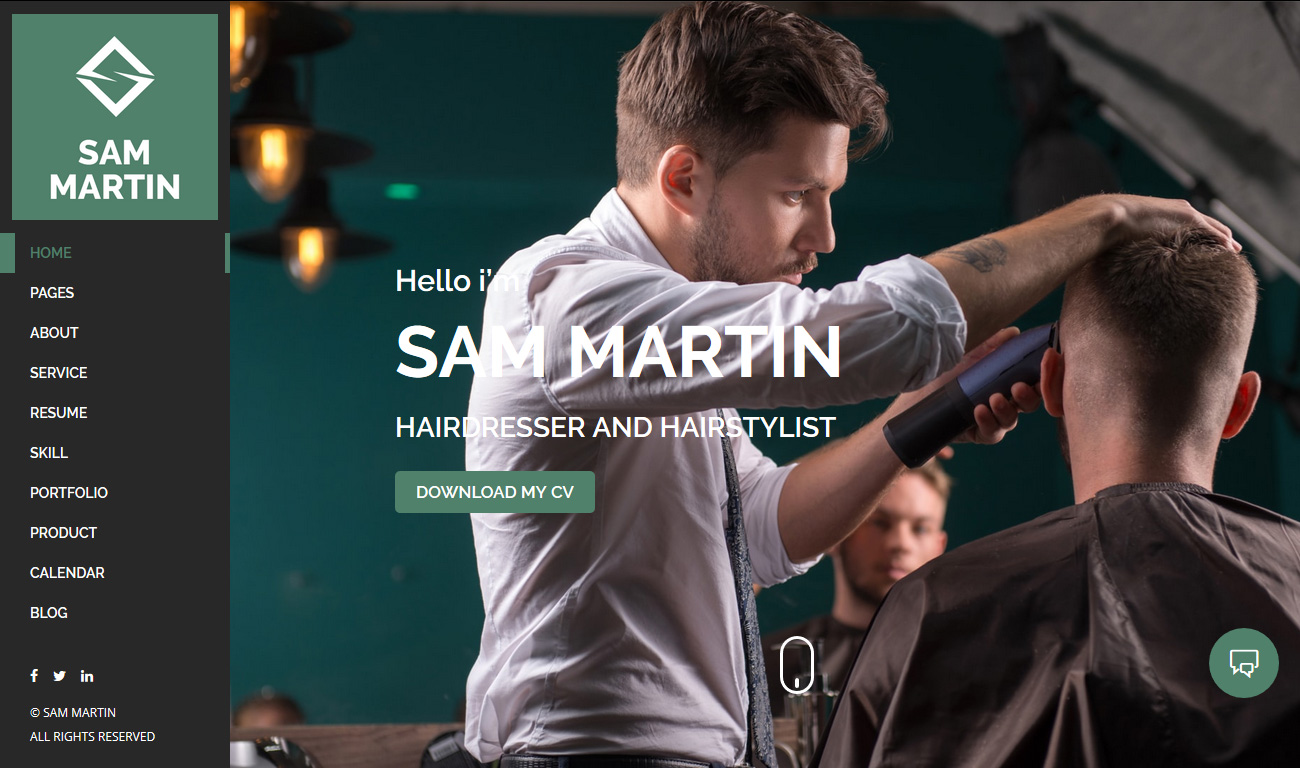 SAM
MARTIN
HOME
PAGES
ABOUT
SERVICE
RESUME
SKILL
PORTFOLIO
PRODUCT
CALENDAR
BLOG
© SAM MARTIN
ALL RIGHTS RESERVED
Hello i'm
SAM MARTIN
HAIRDRESSER AND HAIRSTYLIST
DOWNLOAD MY CV